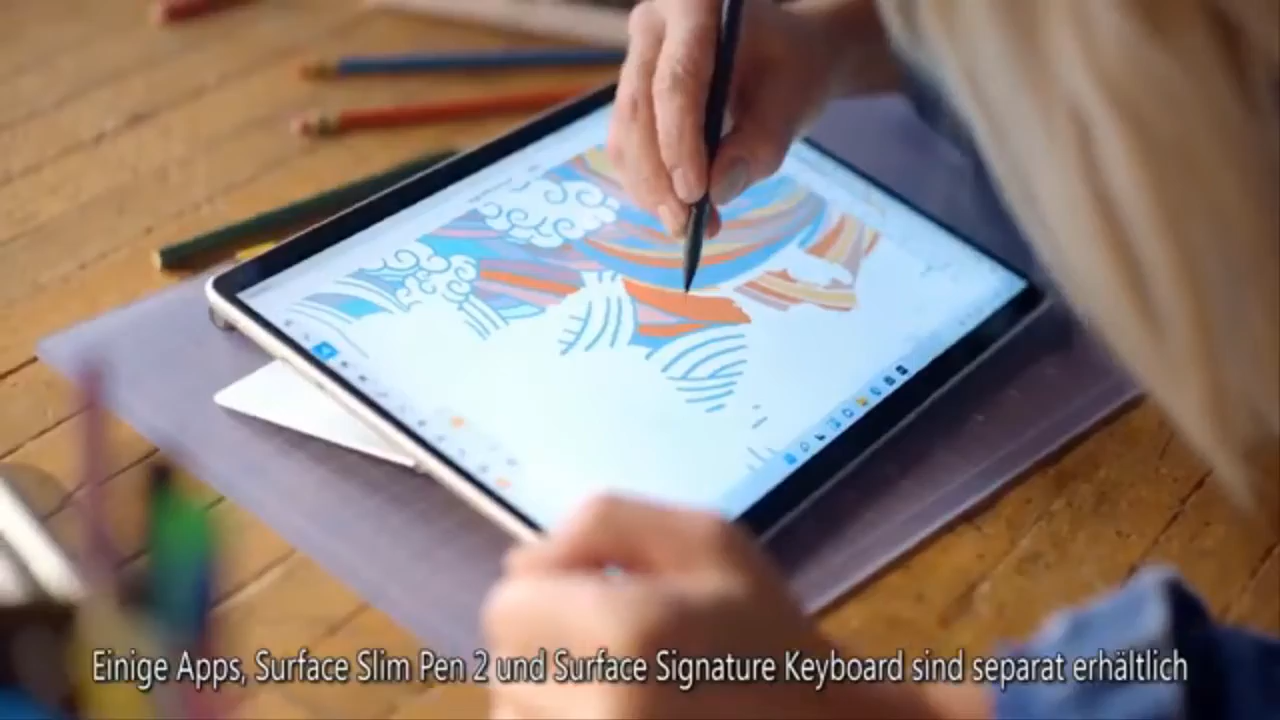 Einige Apps, Surface Slim Pen 2 und Surface Signature Keyboard sind separat erhältlich